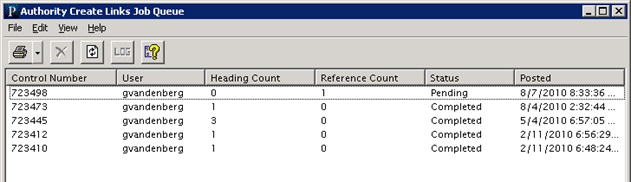 Authority Create Links Job Queue
File Edit View Help
LOG
Control Number User Heading Count Reference Count Status Posted
723498 gvandenberg 0 1 Pending 8/7/2010 8:33:36 ...
723473 gvandenberg 1 0 Completed 8/4/2010 2:32:44 ...
723445 gvandenberg 3 0 Completed 5/4/2010 6:57:05 ...
723412 gvandenberg 1 0 Completed 2/11/2010 6:56:29...
723410 gvandenberg 1 0 Completed 2/11/2010 6:48:24...